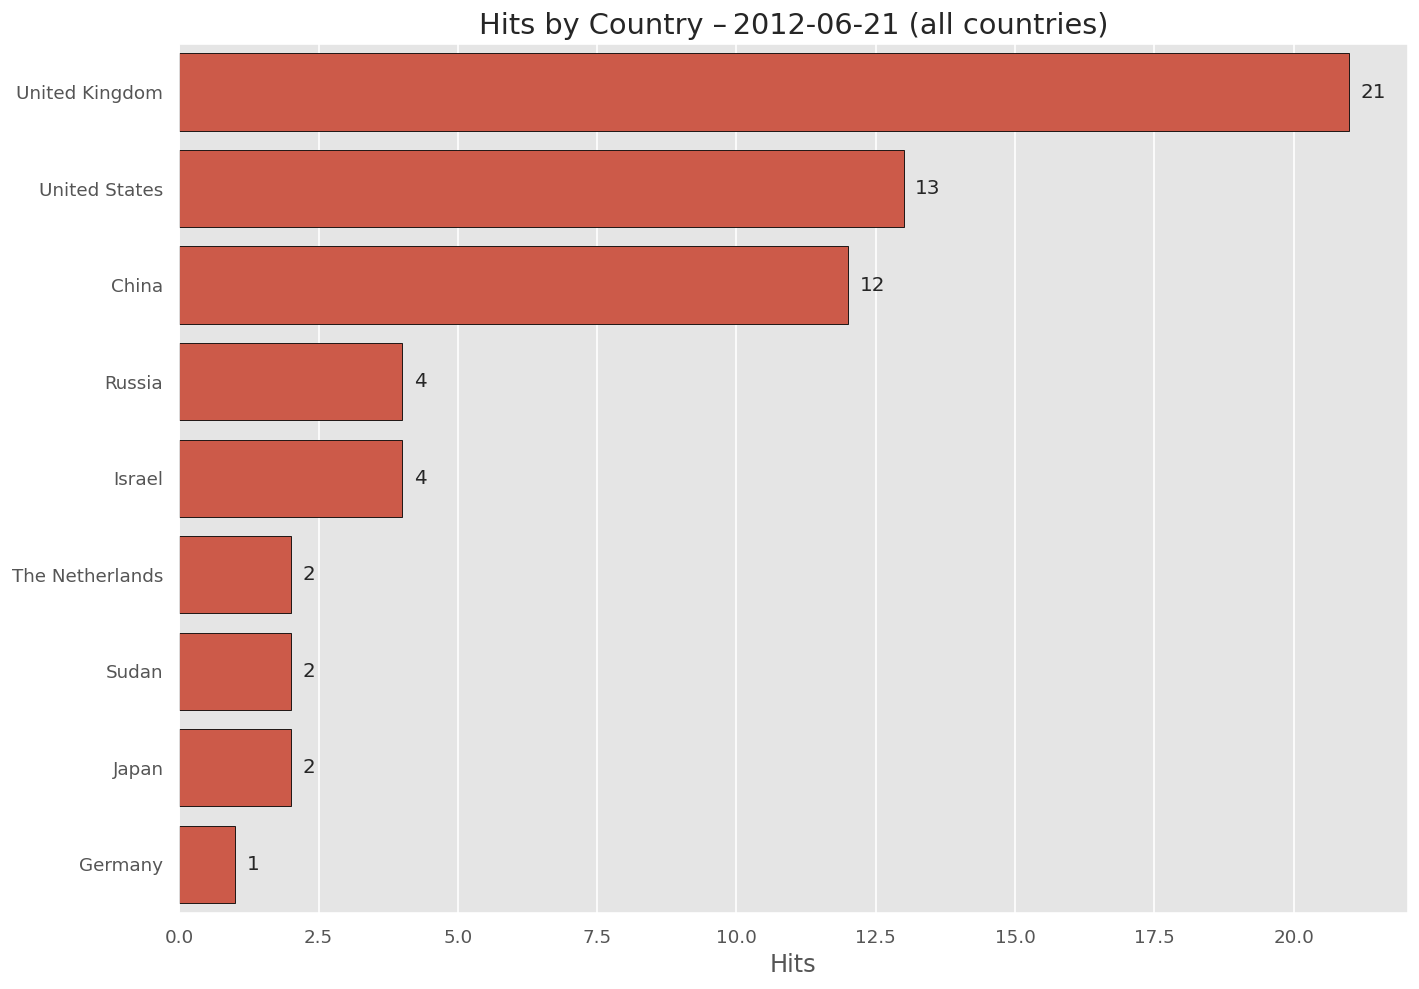 Hits by Country – 2012-06-21 (all countries)
United Kingdom 21
United States 13
China 12
Russia 4
Israel 4
The Netherlands 2
Sudan 2
Japan 2
Germany 1
0.0 2.5 5.0 7.5 10.0 12.5 15.0 17.5 20.0
Hits